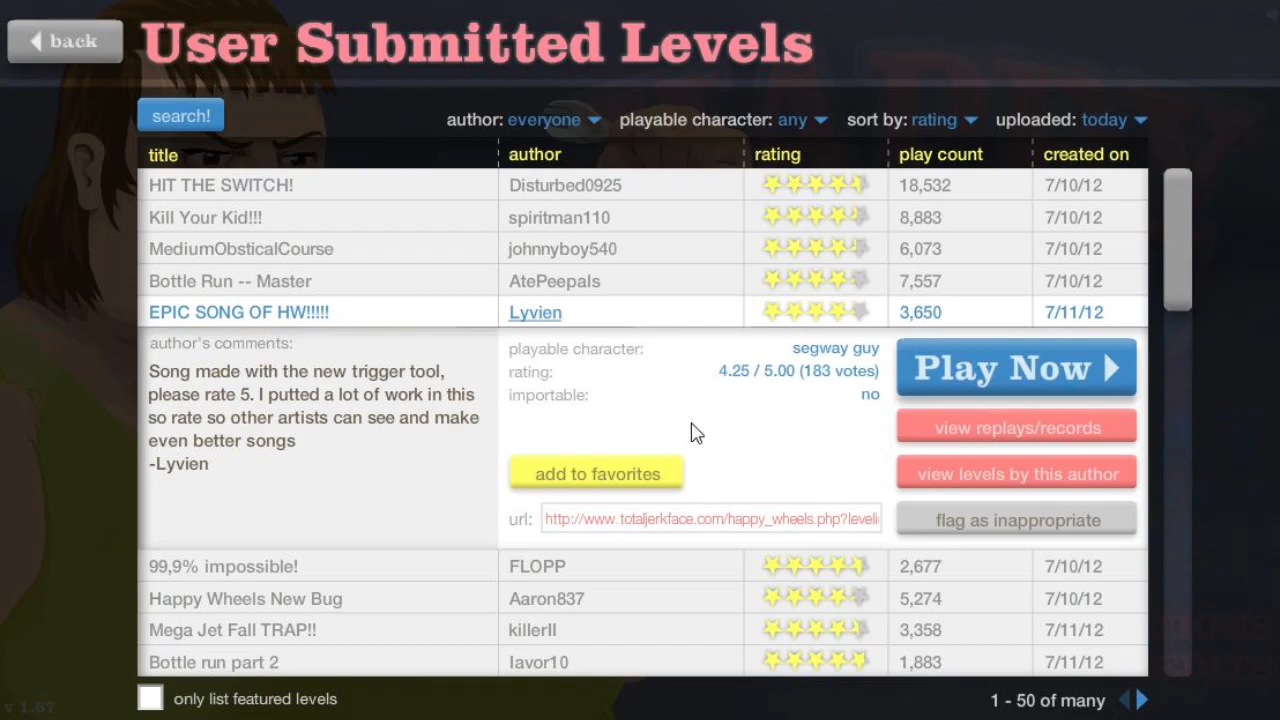 back
User Submitted Levels
search!
author: everyone playable character: any sort by: rating uploaded: today
title author rating play count created on
HIT THE SWITCH! Disturbed0925 18,532 7/10/12
Kill Your Kid!!! spiritman110 8,883 7/10/12
MediumObsticalCourse johnnyboy540 6,073 7/10/12
Bottle Run -- Master AtePeepals 7,557 7/10/12
EPIC SONG OF HW!!!!! Lyvien 3,650 7/11/12
author's comments:
Song made with the new trigger tool,
please rate 5. I putted a lot of work in this
so rate so other artists can see and make
even better songs
-Lyvien
playable character: segway guy
rating: 4.25 / 5.00 (183 votes)
importable: no
add to favorites
url: http://www.totaljerkface.com/happy_wheels.php?leveli
Play Now
view replays/records
view levels by this author
flag as inappropriate
99,9% impossible! FLOPP 2,677 7/10/12
Happy Wheels New Bug Aaron837 5,274 7/10/12
Mega Jet Fall TRAP!! killerII 3,358 7/11/12
Bottle run part 2 lavor10 1,883 7/11/12
only list featured levels
1 - 50 of many
v 1.67